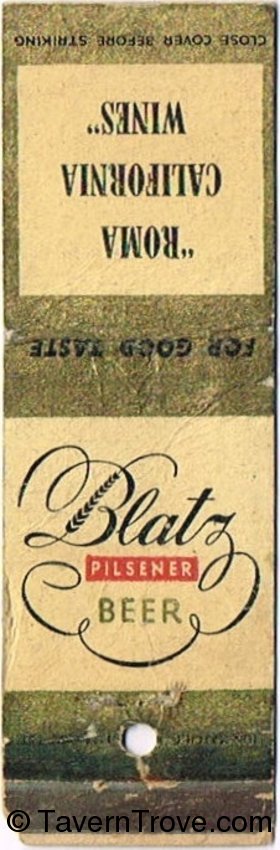 CLOSE COVER BEFORE STRIKING
"ROMA
CALIFORNIA
WINES"
FOR GOOD TASTE
Blatz
PILSENER
BEER
© TavernTrove.com